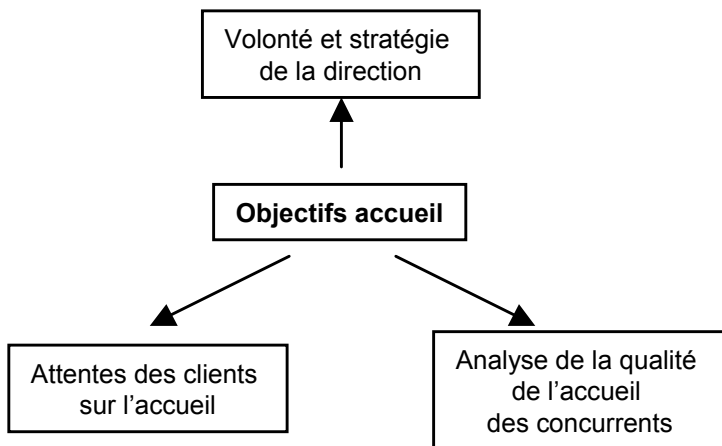 Volonté et stratégie
de la direction
Objectifs accueil
Attentes des clients
sur l’accueil
Analyse de la qualité
de l’accueil
des concurrents